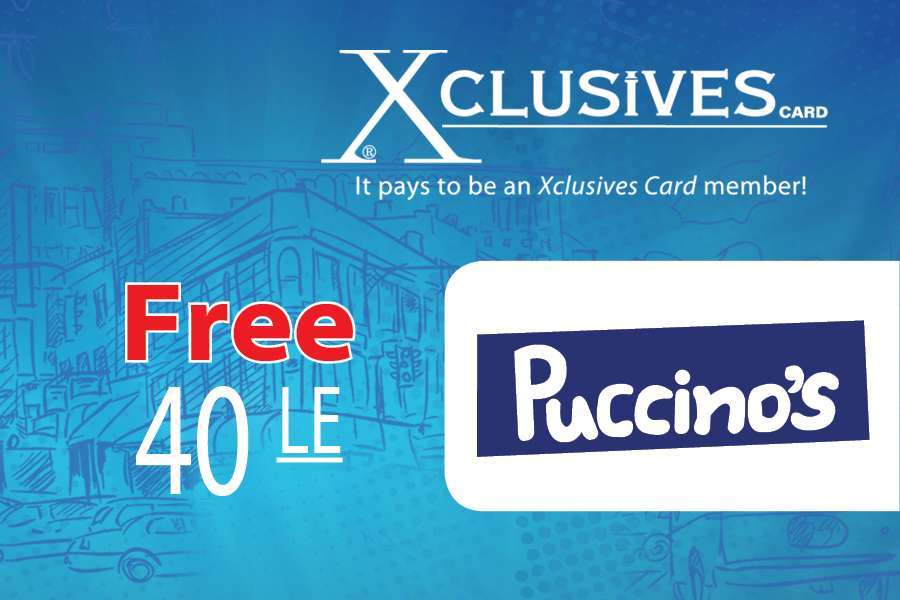 XCLUSiVES CARD
®
It pays to be an Xclusives Card member!
Free
40 LE
Puccino's